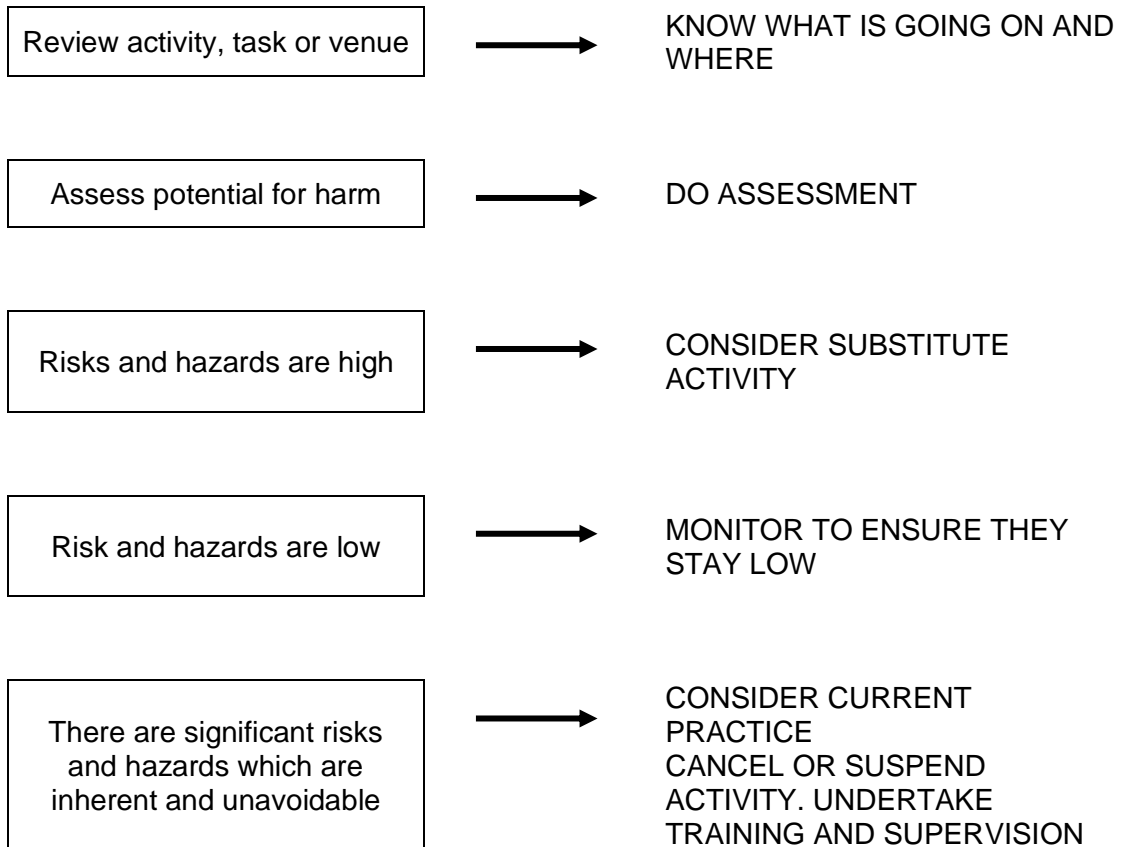 Review activity, task or venue
KNOW WHAT IS GOING ON AND
WHERE
Assess potential for harm
DO ASSESSMENT
Risks and hazards are high
CONSIDER SUBSTITUTE
ACTIVITY
Risk and hazards are low
MONITOR TO ENSURE THEY
STAY LOW
There are significant risks
and hazards which are
inherent and unavoidable
CONSIDER CURRENT
PRACTICE
CANCEL OR SUSPEND
ACTIVITY. UNDERTAKE
TRAINING AND SUPERVISION